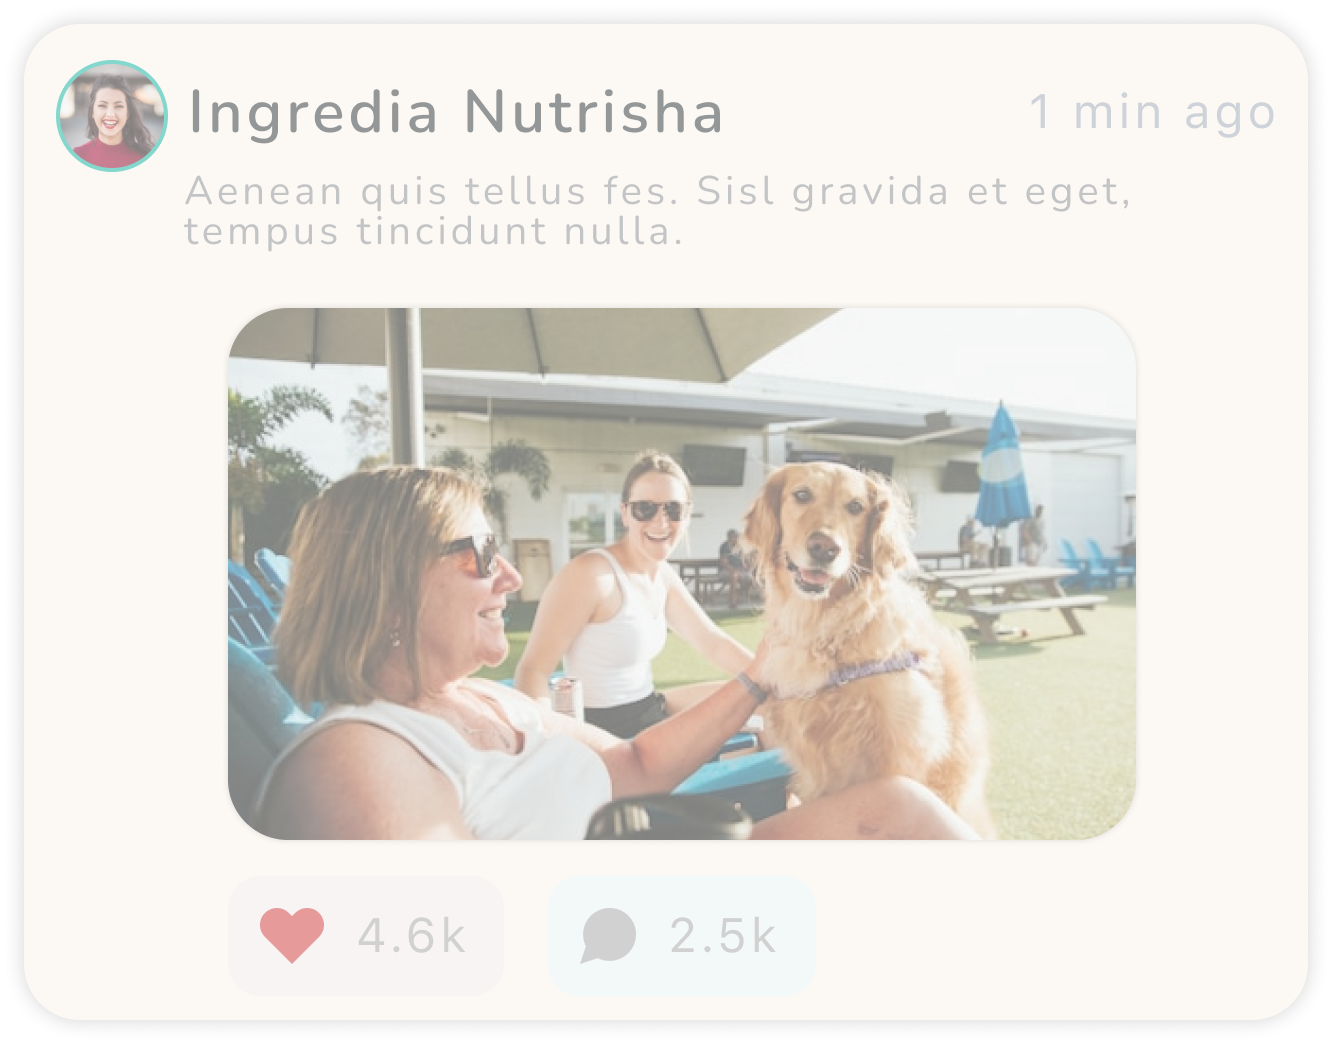 Ingredia Nutrisha
1 min ago
Aenean quis tellus fes. Sisl gravida et eget,
tempus tincidunt nulla.
4.6k
2.5k